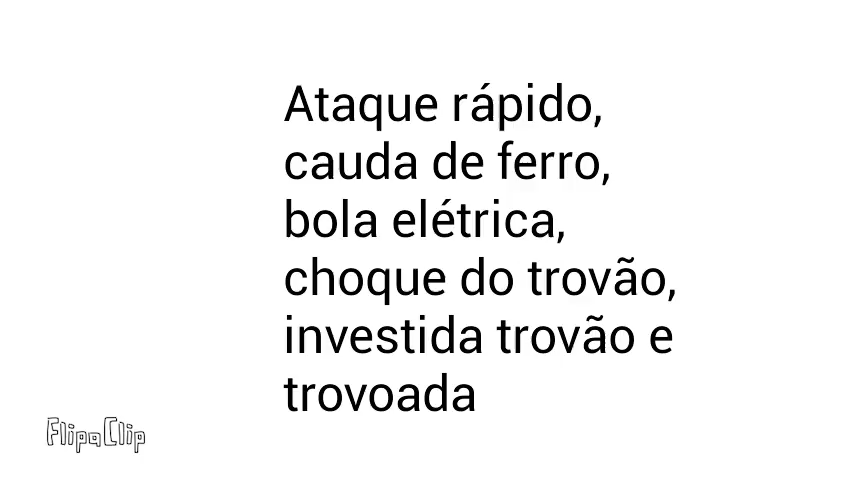 Ataque rápido,
cauda de ferro,
bola elétrica,
choque do trovão,
investida trovão e
trovoada
FlipaClip